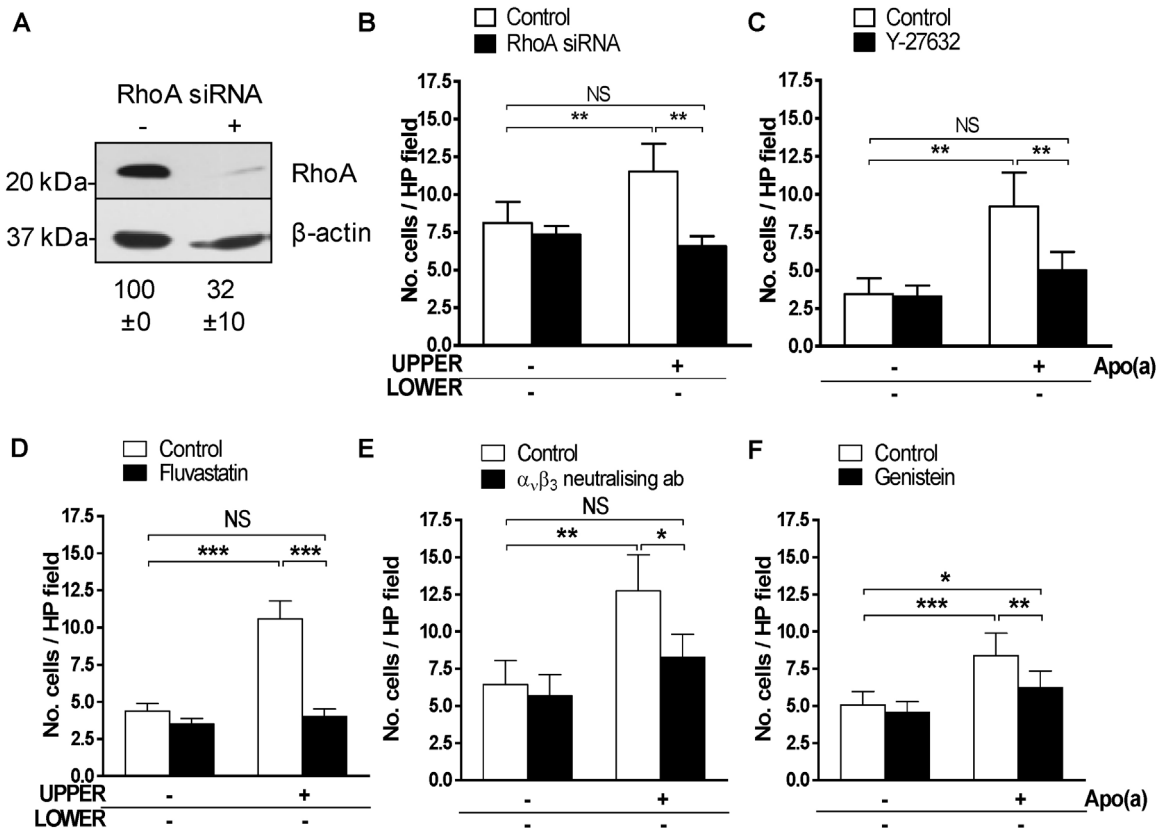 A
RhoA siRNA
- +
20 kDa- RhoA
37 kDa- β-actin
100 32
±0 ±10
B
Control
RhoA siRNA
No. cells / HP field
17.5
15.0
12.5
10.0
7.5
5.0
2.5
0.0
NS
** **
UPPER - +
LOWER - -
C
Control
Y-27632
No. cells / HP field
17.5
15.0
12.5
10.0
7.5
5.0
2.5
0.0
NS
** **
- + Apo(a)
- -
D
Control
Fluvastatin
No. cells / HP field
17.5
15.0
12.5
10.0
7.5
5.0
2.5
0.0
NS
*** ***
UPPER - +
LOWER - -
E
Control
αvβ3 neutralising ab
No. cells / HP field
17.5
15.0
12.5
10.0
7.5
5.0
2.5
0.0
NS
** *
- +
- -
F
Control
Genistein
No. cells / HP field
17.5
15.0
12.5
10.0
7.5
5.0
2.5
0.0
*
*** **
- + Apo(a)
- -